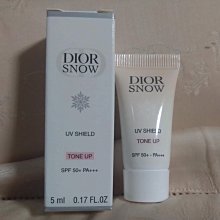 DIOR
SNOW
UV SHIELD
TONE UP
SPF 50+ PA+++
5 ml 0.17 FL.OZ
DIOR
SNOW
UV SHIELD
TONE UP
SPF 50+ - PA+++